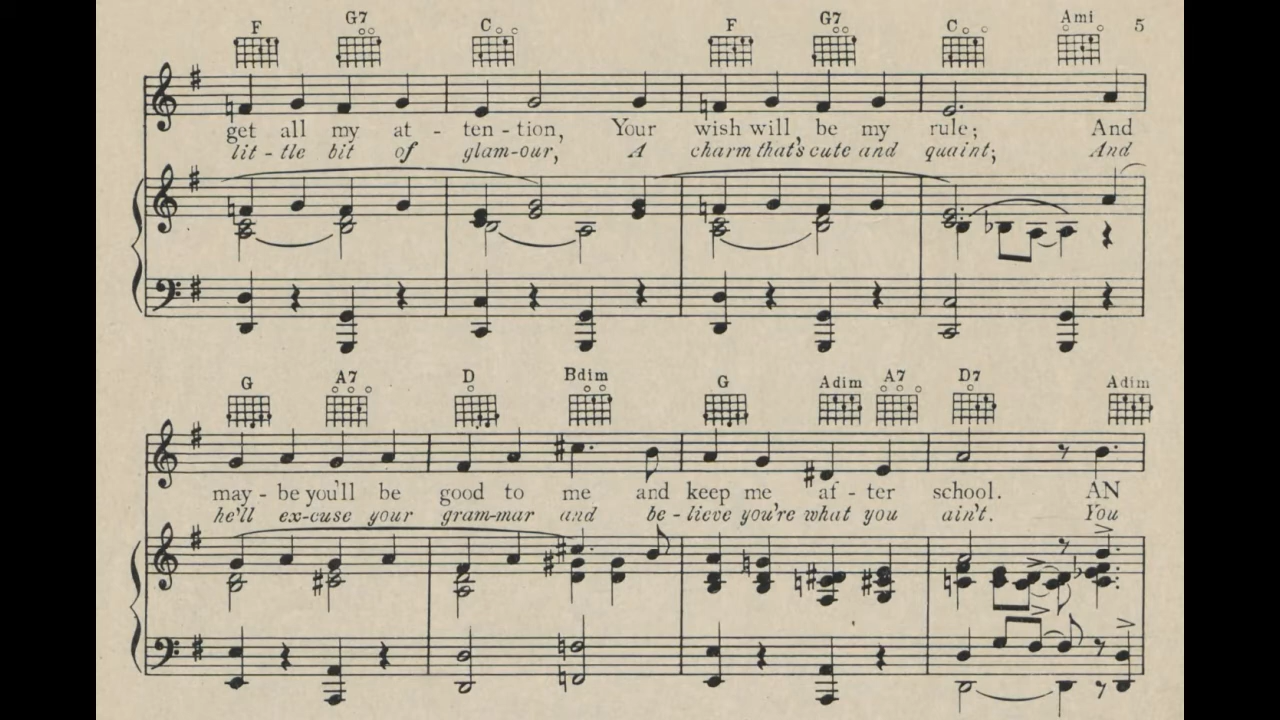 F G7 C F G7 C Ami 5
get all my at - ten - tion, Your wish will be my rule; And
lit - tle bit of glam-our, A charm that's cute and quaint; And
G A7 D Bdim G Adim A7 D7 Adim
may - be you'll be good to me and keep me af - ter school. AN
he'll ex-cuse your gram-mar and be - lieve you're what you ain't. You